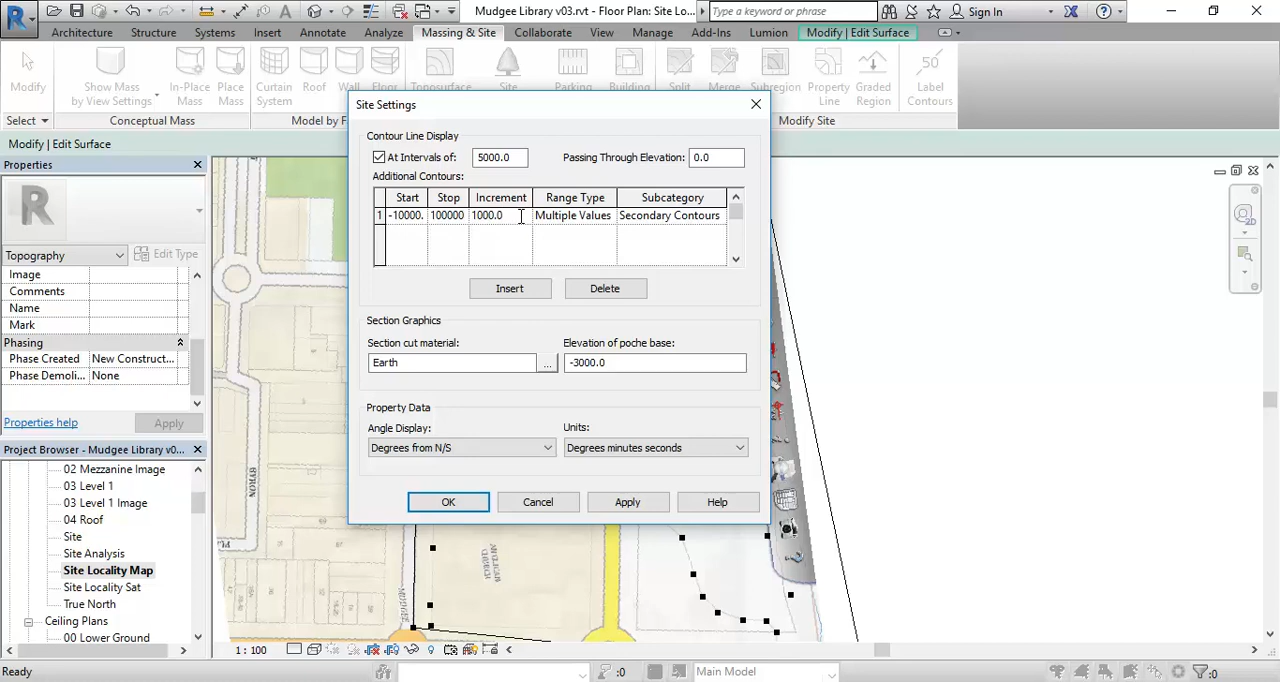 Mudgee Library v03.rvt - Floor Plan: Site Lo...
Type a keyword or phrase
Sign In
Architecture Structure Systems Insert Annotate Analyze Massing & Site Collaborate View Manage Add-Ins Lumion Modify | Edit Surface
Modify
Show Mass
by View Settings
In-Place
Mass
Place
Mass
Curtain
System
Roof
Wall
Floor
Toposurface
Site
Parking
Building
Split
Merge
Subregion
Property
Line
Graded
Region
50
Label
Contours
Select
Conceptual Mass
Model by F
Modify Site
Modify | Edit Surface
Properties
R
Topography
Edit Type
Image
Comments
Name
Mark
Phasing
Phase Created New Construct...
Phase Demoli... None
Properties help
Apply
Project Browser - Mudgee Library v0...
02 Mezzanine Image
03 Level 1
03 Level 1 Image
04 Roof
Site
Site Analysis
Site Locality Map
Site Locality Sat
True North
Ceiling Plans
00 Lower Ground
Site Settings
Contour Line Display
At Intervals of: 5000.0
Passing Through Elevation: 0.0
Additional Contours:
Start Stop Increment Range Type Subcategory
1 -10000. 100000 1000.0 Multiple Values Secondary Contours
Insert
Delete
Section Graphics
Section cut material:
Elevation of poche base:
Earth
...
-3000.0
Property Data
Angle Display:
Units:
Degrees from N/S
Degrees minutes seconds
OK
Cancel
Apply
Help
BYRON
ANGLICAN
CHURCH
MUDGEE
1 : 100
Ready
:0
Main Model
:0